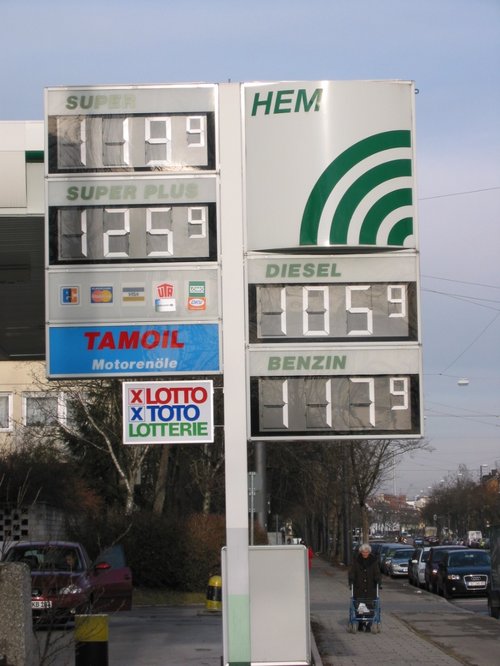 SUPER
119⁹
SUPER PLUS
125⁹
TAMOIL
Motorenöle
X LOTTO
X TOTO
LOTTERIE
HEM
DIESEL
105⁹
BENZIN
117⁹